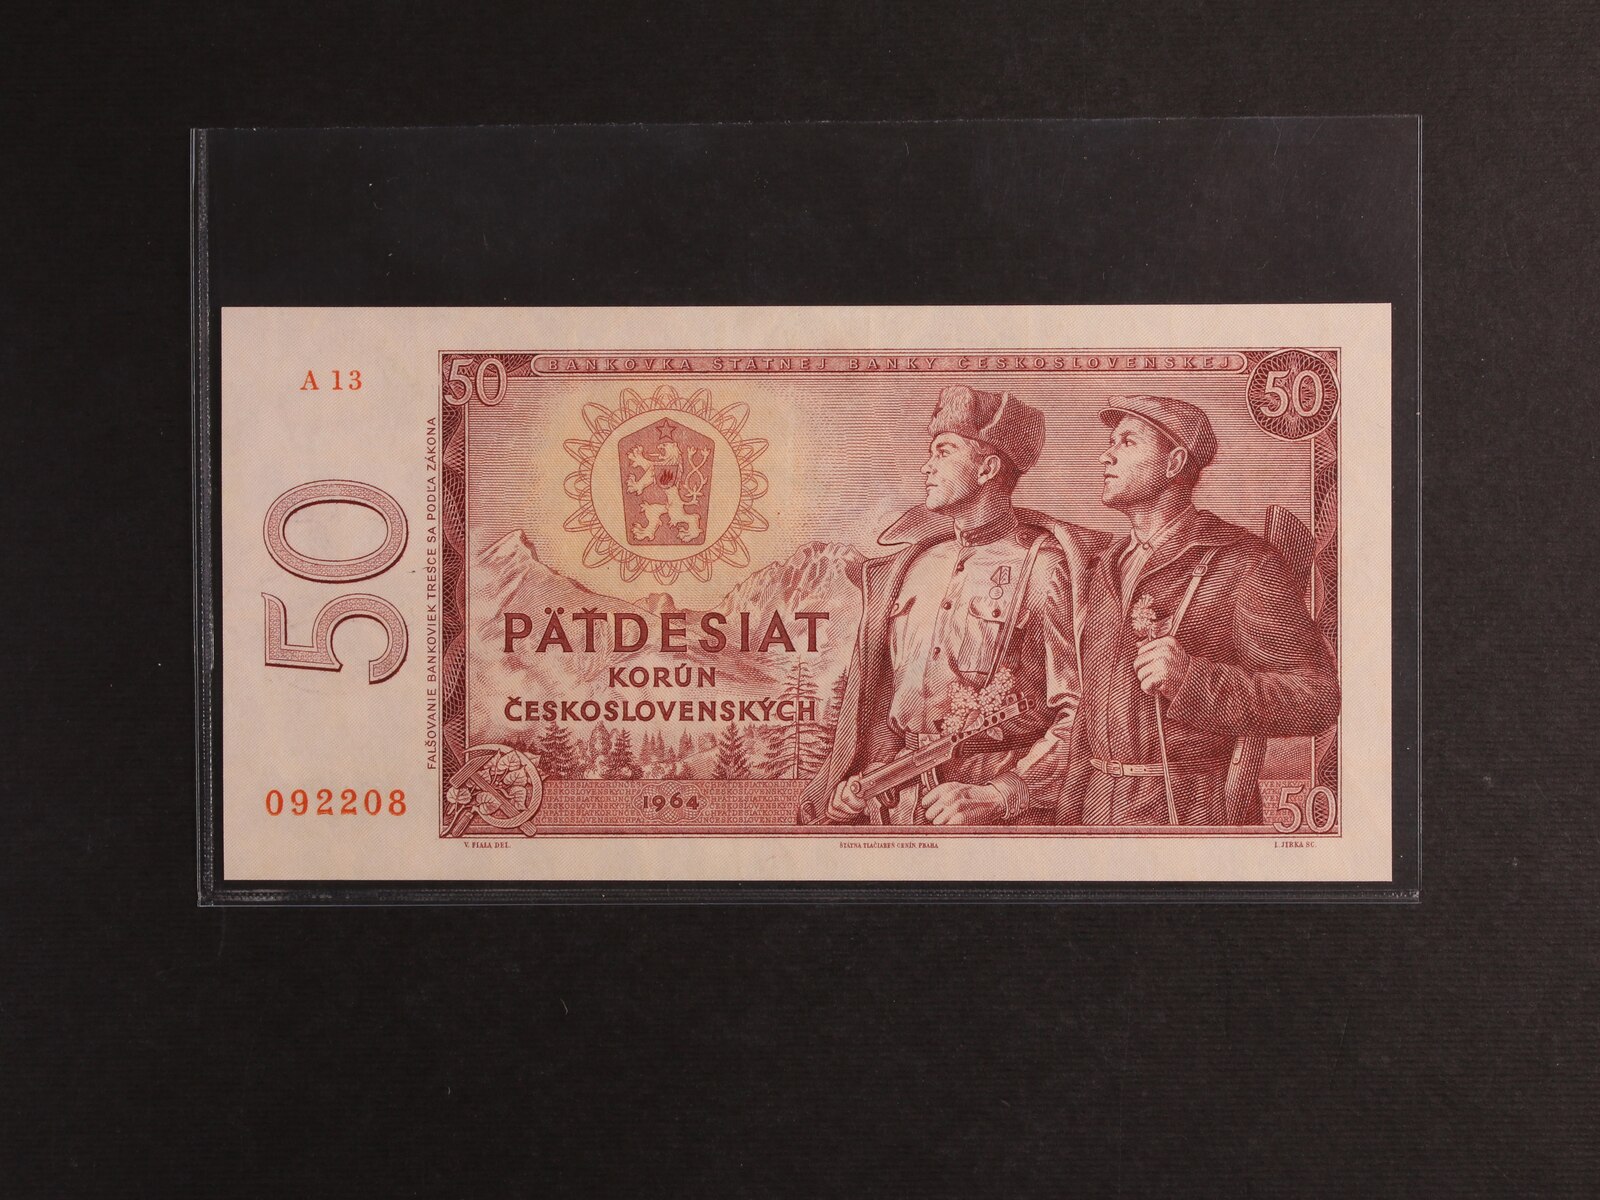 A 13
50
092208
FALŠOVANIE BANKOVIEK TRESCE SA PODĽA ZÁKONA
50
BANKOVKA ŠTÁTNEJ BANKY ČESKOSLOVENSKEJ
50
PÄŤDESIAT
KORÚN
ČESKOSLOVENSKÝCH
1964
50
V. FIALA DEL.
ŠTÁTNA TLAČIAREŇ CENÍN, PRAHA
J. JIRKA SC.